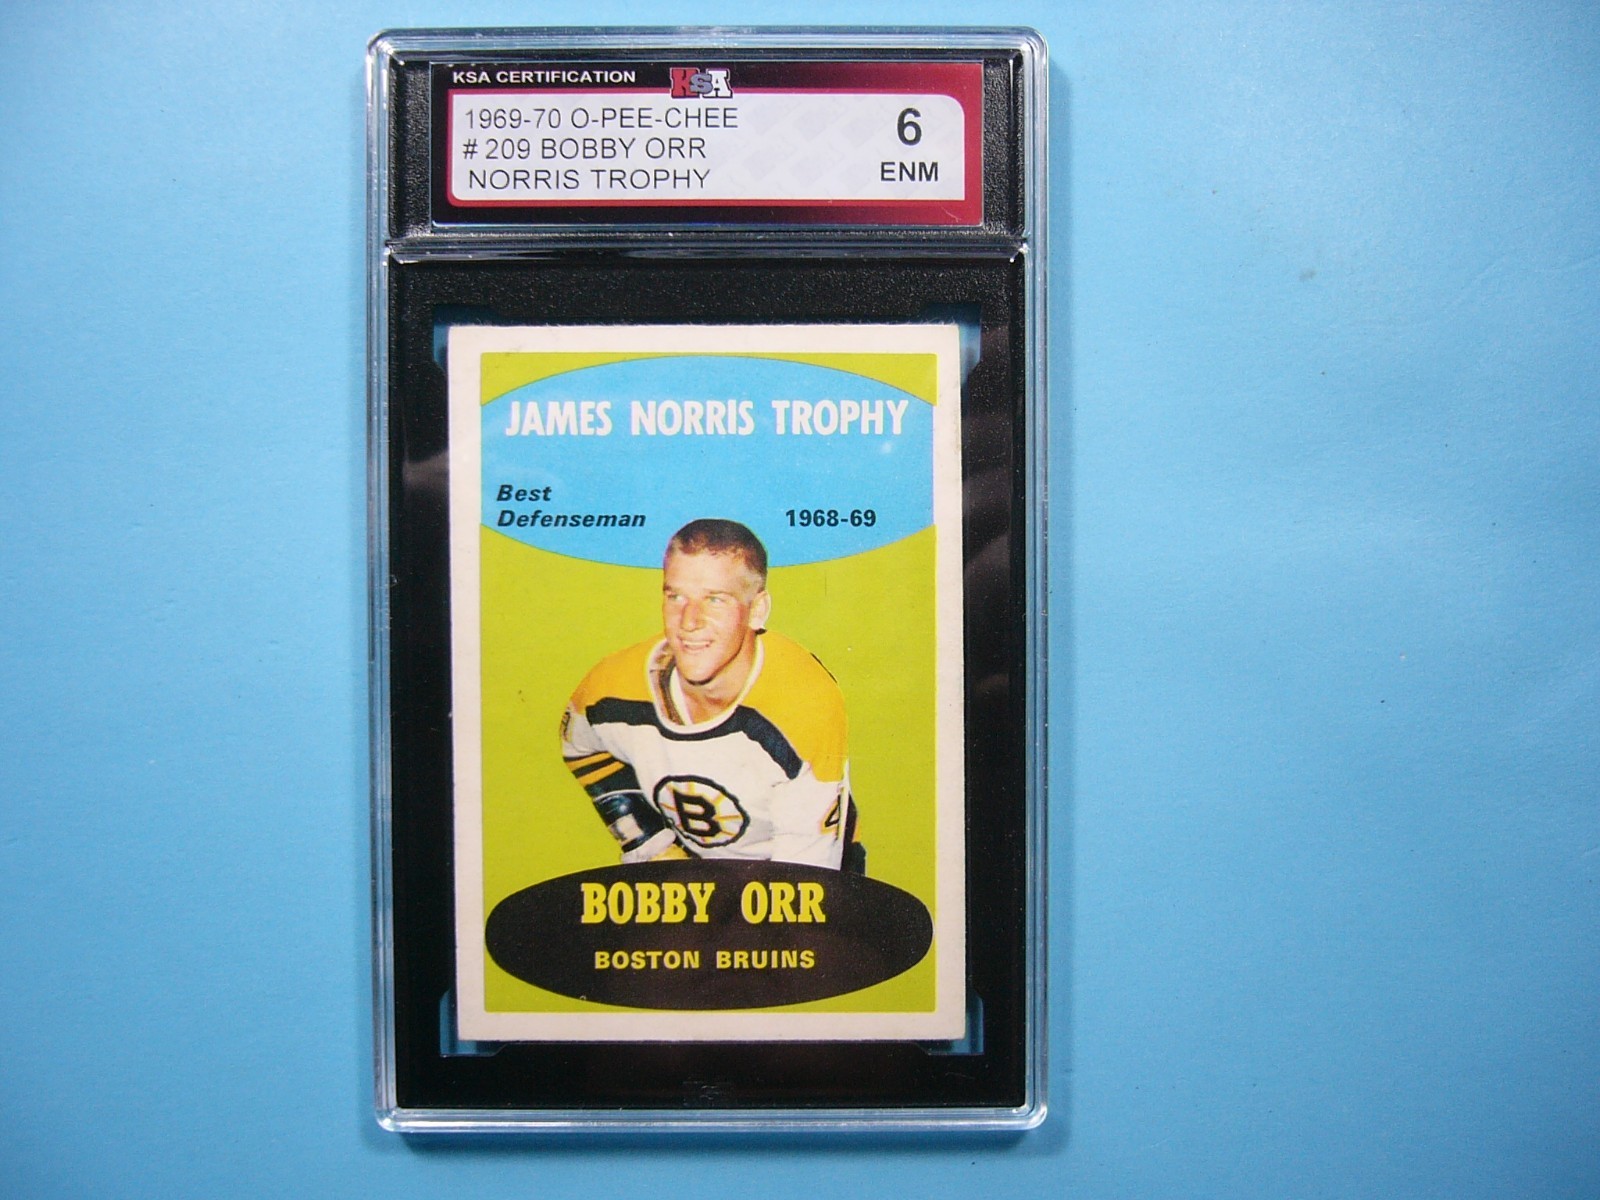 KSA CERTIFICATION
KSA
1969-70 O-PEE-CHEE
# 209 BOBBY ORR
NORRIS TROPHY
6
ENM
JAMES NORRIS TROPHY
Best
Defenseman
1968-69
B
4
BOBBY ORR
BOSTON BRUINS